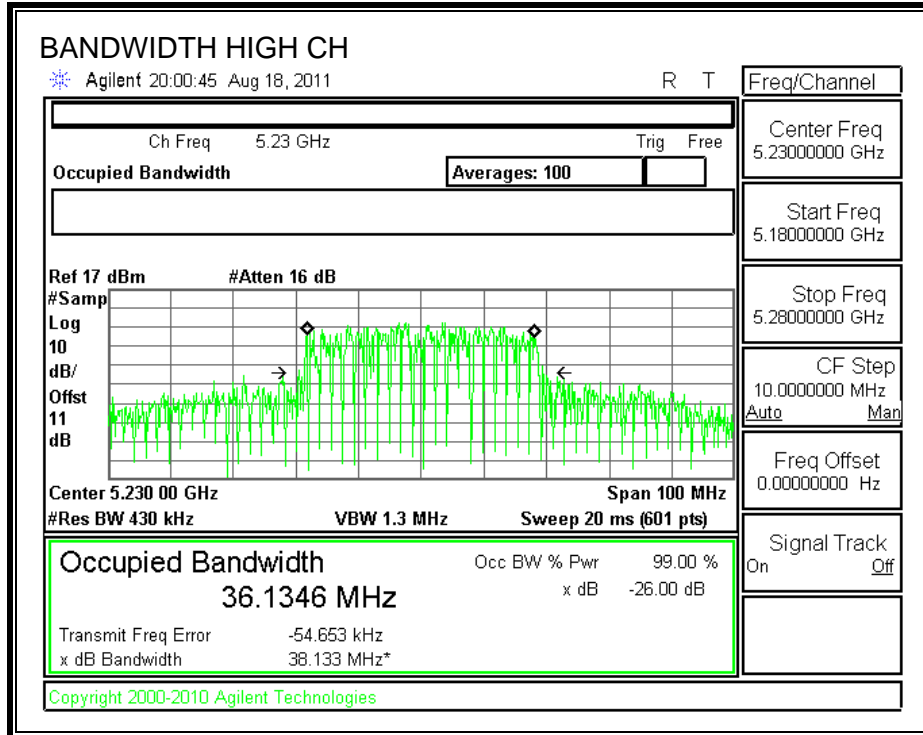 BANDWIDTH HIGH CH
Agilent 20:00:45 Aug 18, 2011 R T
Freq/Channel
Ch Freq 5.23 GHz Trig Free
Occupied Bandwidth Averages: 100
Ref 17 dBm #Atten 16 dB
#Samp
Log
10
dB/
Offst
11
dB
Center 5.230 00 GHz Span 100 MHz
#Res BW 430 kHz VBW 1.3 MHz Sweep 20 ms (601 pts)
Occupied Bandwidth Occ BW % Pwr 99.00 %
36.1346 MHz x dB -26.00 dB
Transmit Freq Error -54.653 kHz
x dB Bandwidth 38.133 MHz*
Copyright 2000-2010 Agilent Technologies
Center Freq
5.23000000 GHz
Start Freq
5.18000000 GHz
Stop Freq
5.28000000 GHz
CF Step
10.0000000 MHz
Auto Man
Freq Offset
0.00000000 Hz
Signal Track
On Off